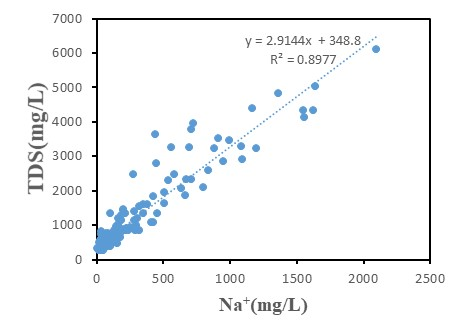 7000
y = 2.9144x + 348.8
6000
R² = 0.8977
5000
4000
3000
2000
1000
0
TDS(mg/L)
0 500 1000 1500 2000 2500
Na⁺(mg/L)